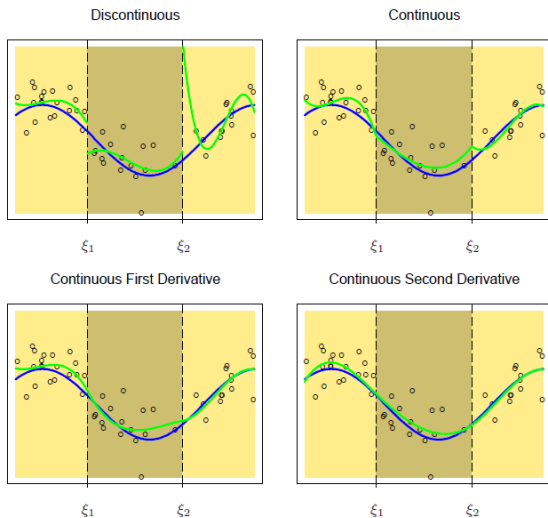 Discontinuous
Continuous
ξ₁ ξ₂
ξ₁ ξ₂
Continuous First Derivative
Continuous Second Derivative
ξ₁ ξ₂
ξ₁ ξ₂